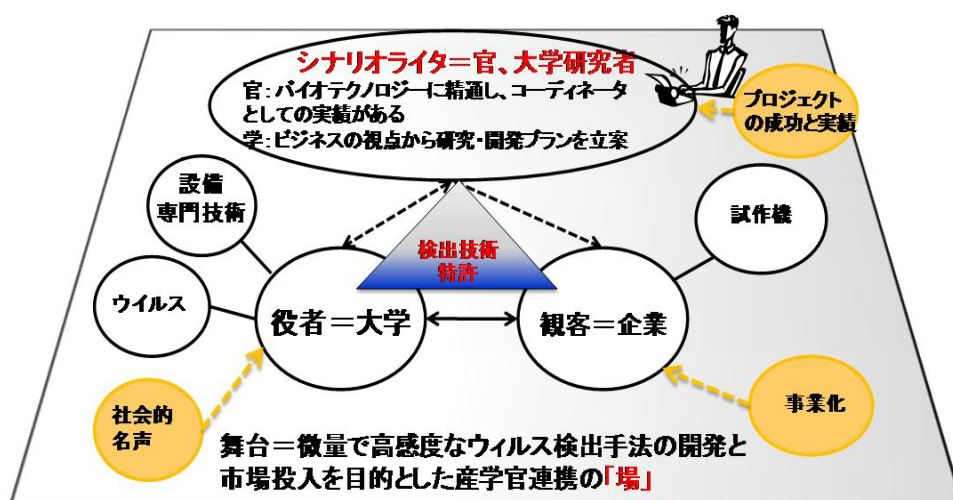 シナリオライタ＝官、大学研究者
官：バイオテクノロジーに精通し、コーディネータ
としての実績がある
学：ビジネスの視点から研究・開発プランを立案
プロジェクト
の成功と実績
設備
専門技術
試作機
検出技術
特許
ウイルス
役者＝大学
観客＝企業
社会的
名声
事業化
舞台＝微量で高感度なウィルス検出手法の開発と
市場投入を目的とした産学官連携の「場」